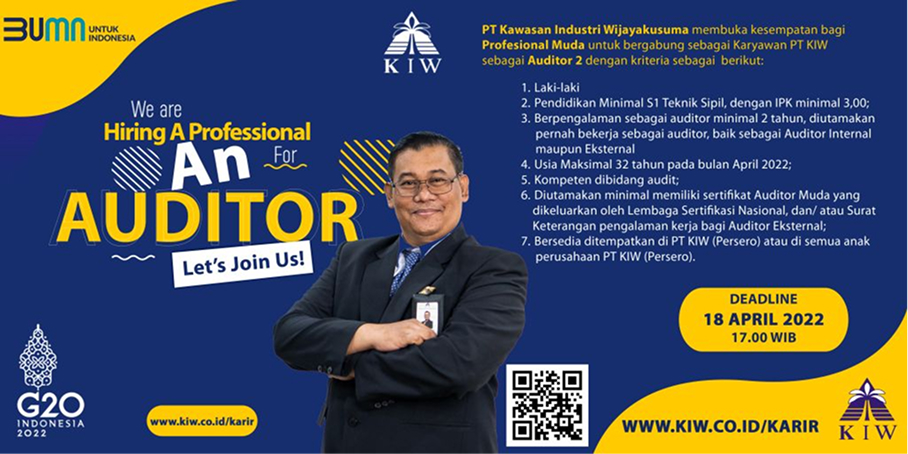 BUMN UNTUK
INDONESIA
KIW
We are
Hiring A Professional
An For
AUDITOR
Let's Join Us!
PT Kawasan Industri Wijayakusuma membuka kesempatan bagi
Profesional Muda untuk bergabung sebagai Karyawan PT KIW
sebagai Auditor 2 dengan kriteria sebagai berikut:
1. Laki-laki
2. Pendidikan Minimal S1 Teknik Sipil, dengan IPK minimal 3,00;
3. Berpengalaman sebagai auditor minimal 2 tahun, diutamakan
pernah bekerja sebagai auditor, baik sebagai Auditor Internal
maupun Eksternal
4. Usia Maksimal 32 tahun pada bulan April 2022;
5. Kompeten dibidang audit;
6. Diutamakan minimal memiliki sertifikat Auditor Muda yang
dikeluarkan oleh Lembaga Sertifikasi Nasional, dan/ atau Surat
Keterangan pengalaman kerja bagi Auditor Eksternal;
7. Bersedia ditempatkan di PT KIW (Persero) atau di semua anak
perusahaan PT KIW (Persero).
DEADLINE
18 APRIL 2022
17.00 WIB
G20
INDONESIA
2022
www.kiw.co.id/karir
WWW.KIW.CO.ID/KARIR
KIW